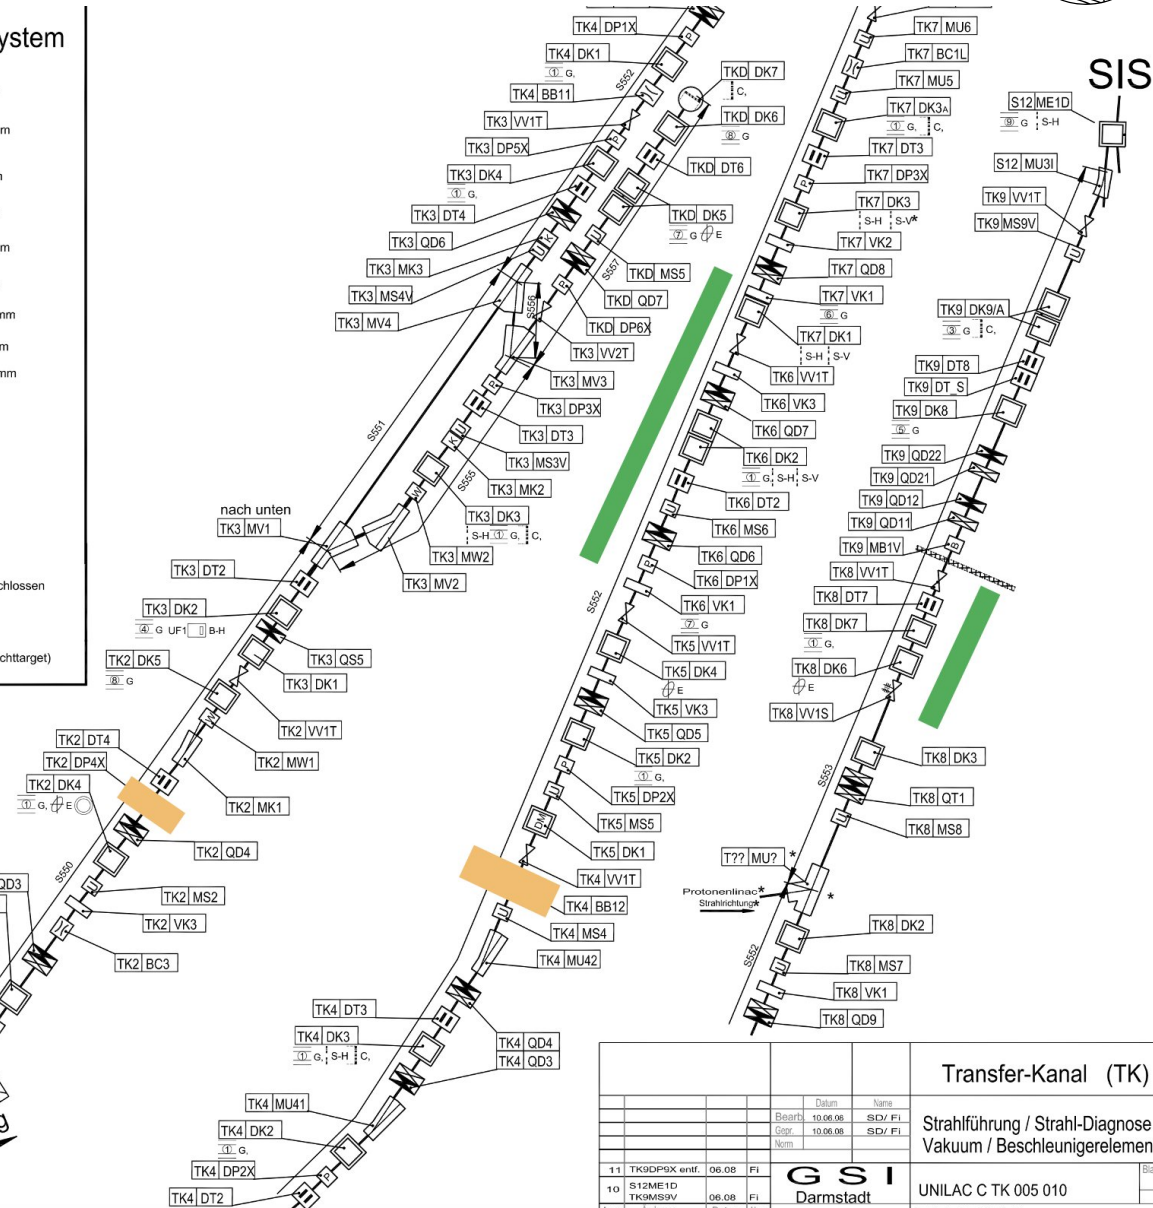 ystem
m
mm
m
mm
chlossen
chttarget)
TK4 DP1X
TK4 DK1
① G,
S552
TK4 BB11
TK3 VV1T
TK3 DP5X
TK3 DK4
① G,
TK3 DT4
TK3 QD6
TK3 MK3
TK3 MS4V
TK3 MV4
S551
S556
nach unten
TK3 MV1
TK3 DT2
TK3 DK2
④ G UF1 B-H
TK3 QS5
TK3 DK1
TK2 DK5
⑧ G
TK2 VV1T
TK2 MW1
TK2 DT4
TK2 DP4X
TK2 DK4
① G, E
TK2 MK1
TK2 QD4
S550
QD3
TK2 MS2
TK2 VK3
TK2 BC3
TKD DK7
C,
TKD DK6
⑧ G
TKD DT6
TKD DK5
⑦ G E
TKD MS5
S557
TKD QD7
TKD DP6X
TK3 VV2T
TK3 MV3
TK3 DP3X
TK3 DT3
TK3 MS3V
S555
TK3 MK2
TK3 DK3
S-H ① G, C,
TK3 MW2
TK3 MV2
TK7 MU6
TK7 BC1L
TK7 MU5
TK7 DK3A
① G, C,
TK7 DT3
TK7 DP3X
TK7 DK3
S-H S-V*
TK7 VK2
TK7 QD8
TK7 VK1
⑥ G
TK7 DK1
S-H S-V
TK6 VV1T
TK6 VK3
TK6 QD7
TK6 DK2
① G, S-H S-V
TK6 DT2
TK6 MS6
TK6 QD6
TK6 DP1X
TK6 VK1
⑦ G
S552
TK5 VV1T
TK5 DK4
E
TK5 VK3
TK5 QD5
TK5 DK2
① G,
TK5 DP2X
TK5 MS5
DM
TK5 DK1
TK4 VV1T
TK4 BB12
TK4 MS4
TK4 MU42
TK4 DT3
TK4 DK3
① G, S-H C,
TK4 QD4
TK4 QD3
TK4 MU41
TK4 DK2
① G,
TK4 DP2X
TK4 DT2
SIS
S12 ME1D
⑨ G S-H
S12 MU3I
TK9 VV1T
TK9 MS9V
TK9 DK9/A
③ G C,
TK9 DT8
TK9 DT_S
TK9 DK8
⑤ G
TK9 QD22
TK9 QD21
TK9 QD12
TK9 QD11
TK9 MB1V
TK8 VV1T
TK8 DT7
TK8 DK7
① G,
TK8 DK6
E
TK8 VV1S
TK8 DK3
S553
TK8 QT1
TK8 MS8
T?? MU? *
Protonenlinac*
Strahlrichtung*
*
TK8 DK2
S552
TK8 MS7
TK8 VK1
TK8 QD9
Transfer-Kanal (TK)
Datum Name
Bearb. 10.06.08 SD/ Fi
Gepr. 10.06.08 SD/ Fi
Norm
Strahlführung / Strahl-Diagnose
Vakuum / Beschleunigerelemen
11 TK9DP9X entf. 06.08 Fi
10 S12ME1D
TK9MS9V 06.08 Fi
GSI
Darmstadt
UNILAC C TK 005 010